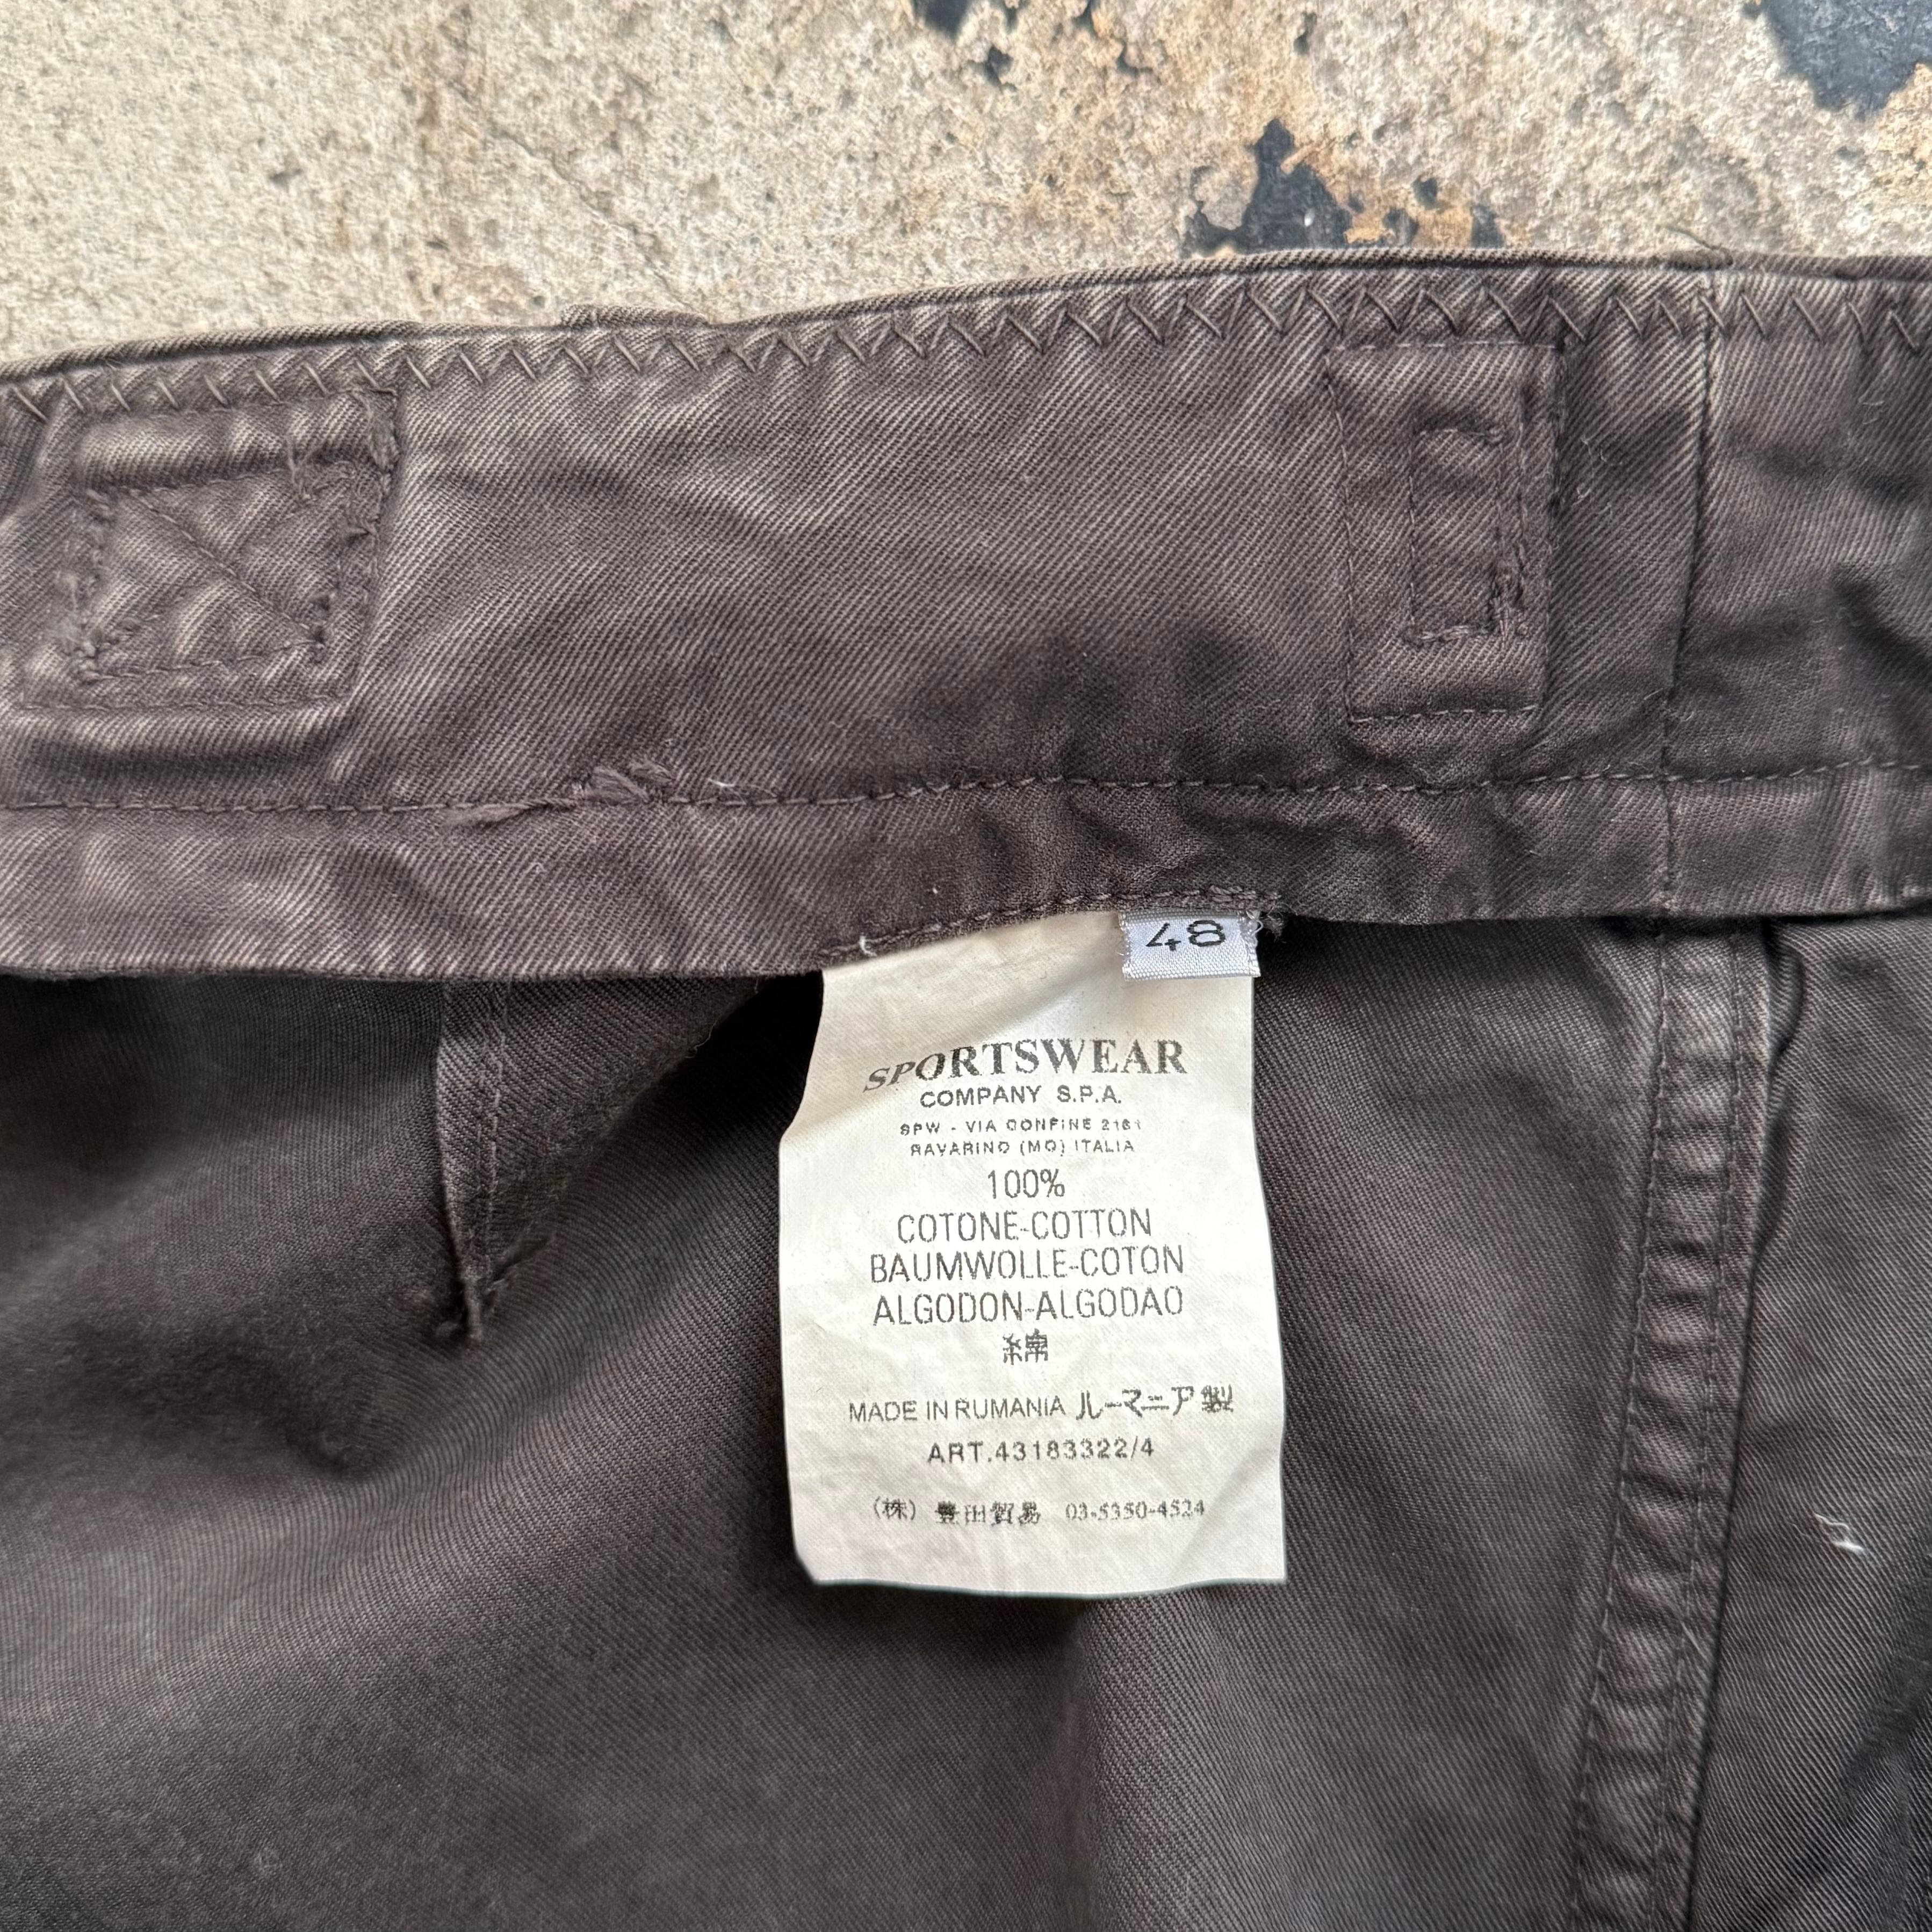 48
SPORTSWEAR
COMPANY S.P.A.
SPW - VIA CONFINE 2161
RAVARINO (MO) ITALIA
100%
COTONE-COTTON
BAUMWOLLE-COTON
ALGODON-ALGODAO
綿
MADE IN RUMANIA ルーマニア製
ART.43183322/4
(株) 豊田貿易 03-5350-4524